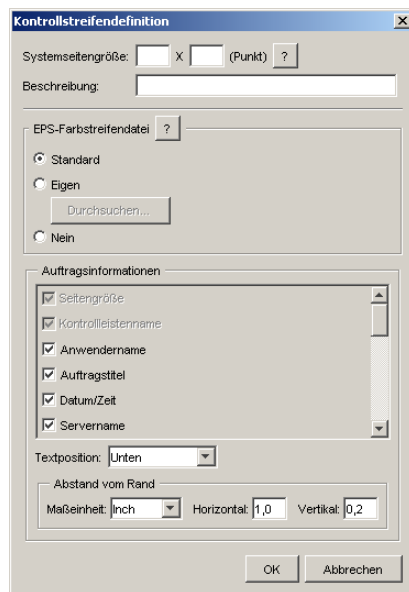 Kontrollstreifendefinition
Systemseitengröße: X (Punkt) ?
Beschreibung:
EPS-Farbstreifendatei ?
Standard
Eigen
Durchsuchen...
Nein
Auftragsinformationen
Seitengröße
Kontrolleistenname
Anwendername
Auftragstitel
Datum/Zeit
Servername
Textposition: Unten
Abstand vom Rand
Maßeinheit: Inch Horizontal: 1,0 Vertikal: 0,2
OK Abbrechen